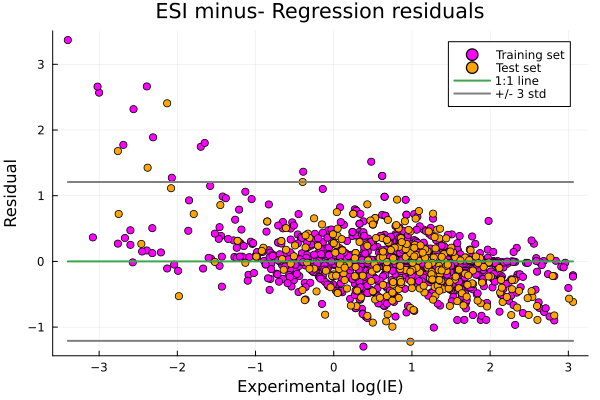 ESI minus- Regression residuals
Training set
Test set
1:1 line
+/- 3 std
Residual
3
2
1
0
−1
−3
−2
−1
0
1
2
3
Experimental log(IE)